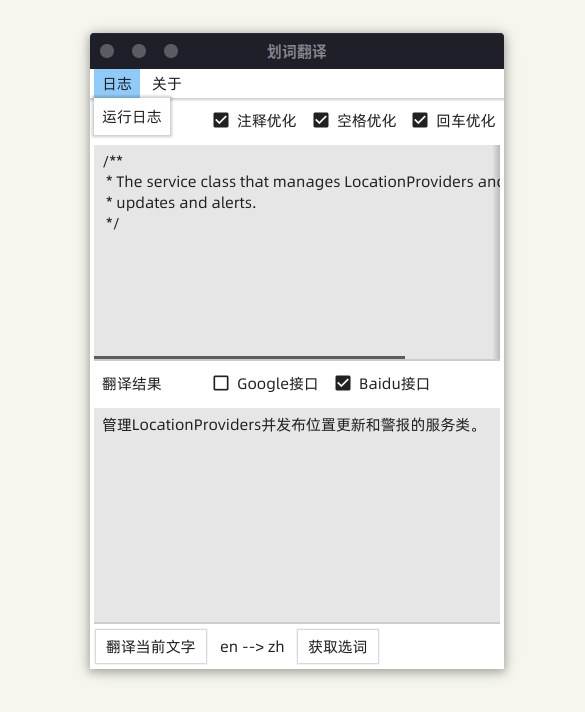 划词翻译
日志 关于
运行日志
注释优化 空格优化 回车优化
/**
* The service class that manages LocationProviders and
* updates and alerts.
*/
翻译结果 Google接口 Baidu接口
管理LocationProviders并发布位置更新和警报的服务类。
翻译当前文字 en --> zh 获取选词